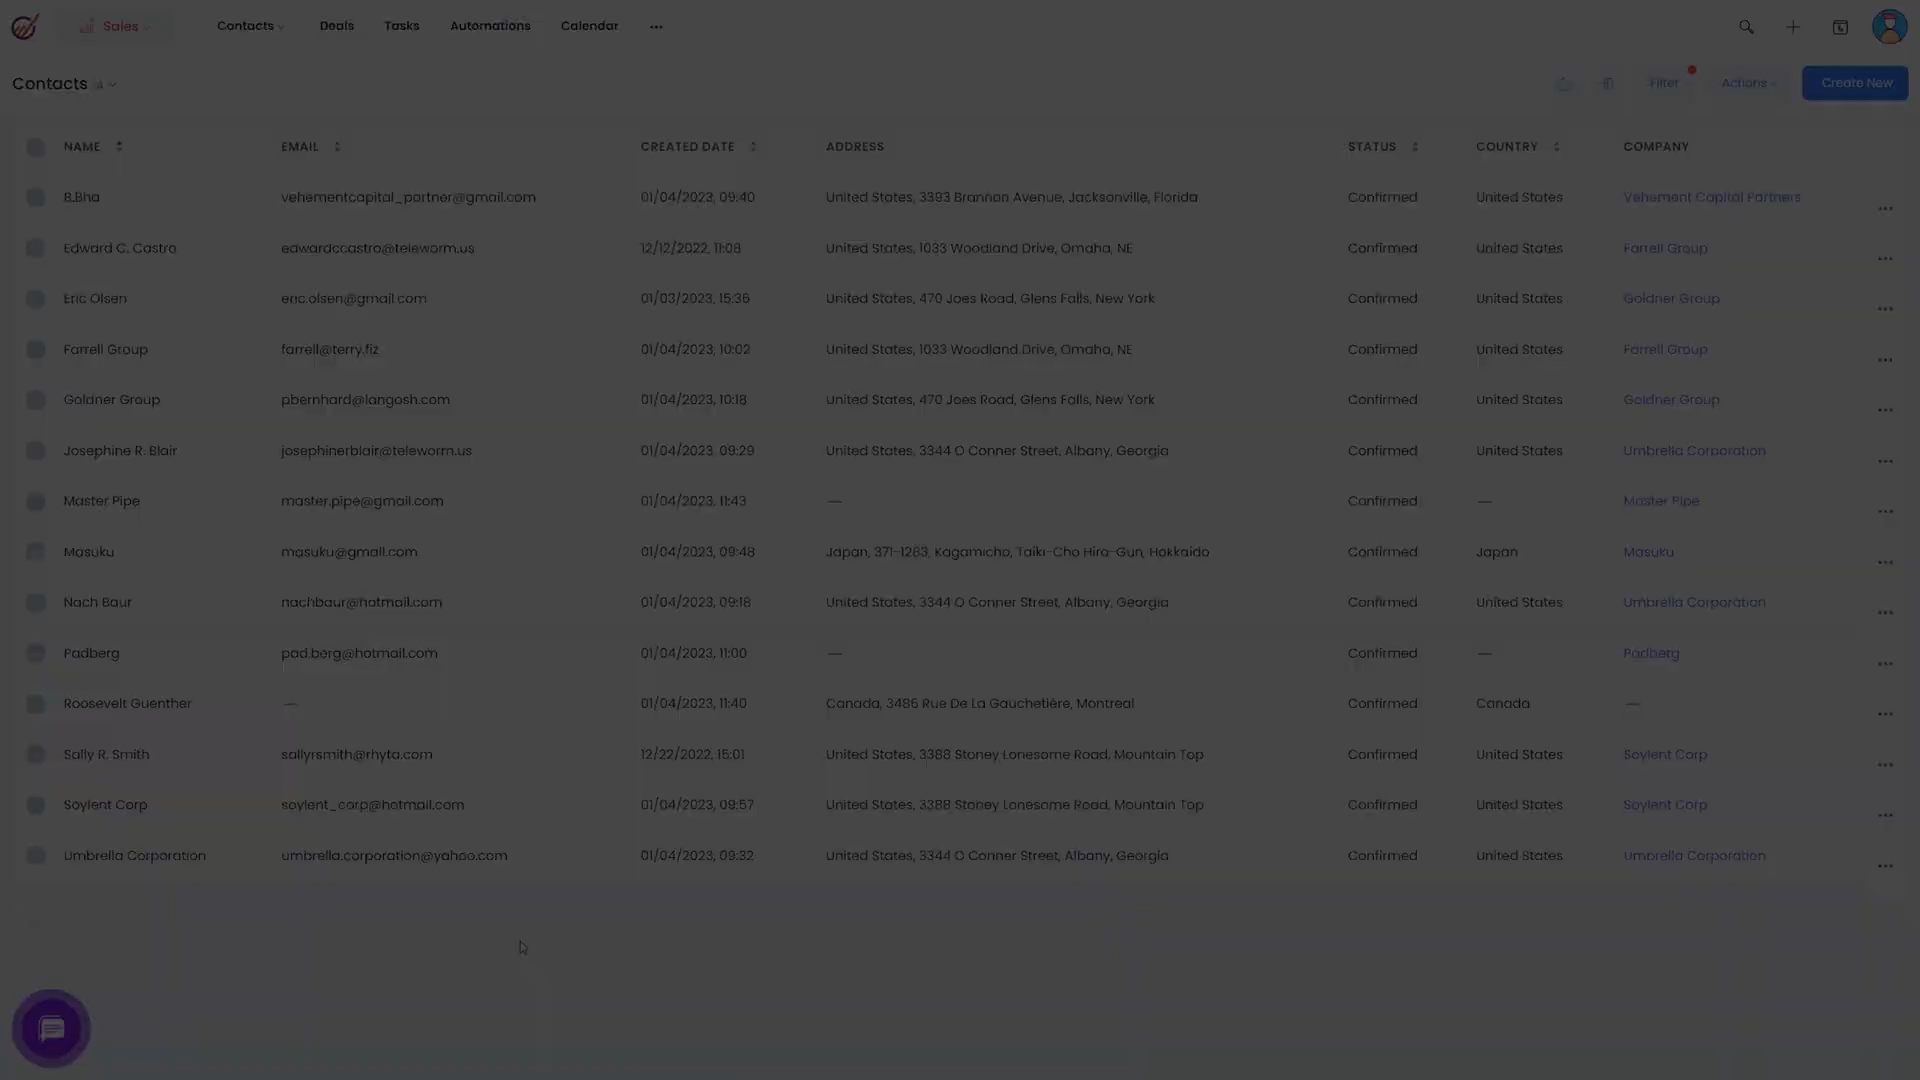 Sales Contacts Deals Tasks Automations Calendar
Contacts
Filter Actions Create New
NAME EMAIL CREATED DATE ADDRESS STATUS COUNTRY COMPANY
B.Bha vehementcapital_partner@gmail.com 01/04/2023, 09:40 United States, 3393 Brannon Avenue, Jacksonville, Florida Confirmed United States Vehement Capital Partners
Edward C. Castro edwardccastro@teleworm.us 12/12/2022, 11:08 United States, 1033 Woodland Drive, Omaha, NE Confirmed United States Farrell Group
Eric Olsen eric.olsen@gmail.com 01/03/2023, 15:36 United States, 470 Joes Road, Glens Falls, New York Confirmed United States Goldner Group
Farrell Group farrell@terry.fiz 01/04/2023, 10:02 United States, 1033 Woodland Drive, Omaha, NE Confirmed United States Farrell Group
Goldner Group pbernhard@langosh.com 01/04/2023, 10:18 United States, 470 Joes Road, Glens Falls, New York Confirmed United States Goldner Group
Josephine R. Blair josephinerblair@teleworm.us 01/04/2023, 09:29 United States, 3344 O Conner Street, Albany, Georgia Confirmed United States Umbrella Corporation
Master Pipe master.pipe@gmail.com 01/04/2023, 11:43 — Confirmed — Master Pipe
Masuku masuku@gmail.com 01/04/2023, 09:48 Japan, 371-1283, Kagamicho, Taiki-Cho Hiro-Gun, Hokkaido Confirmed Japan Masuku
Nach Baur nachbaur@hotmail.com 01/04/2023, 09:18 United States, 3344 O Conner Street, Albany, Georgia Confirmed United States Umbrella Corporation
Padberg pad.berg@hotmail.com 01/04/2023, 11:00 — Confirmed — Padberg
Roosevelt Guenther — 01/04/2023, 11:40 Canada, 3486 Rue De La Gauchetière, Montreal Confirmed Canada —
Sally R. Smith sallyrsmith@rhyta.com 12/22/2022, 15:01 United States, 3388 Stoney Lonesome Road, Mountain Top Confirmed United States Soylent Corp
Soylent Corp soylent_corp@hotmail.com 01/04/2023, 09:57 United States, 3388 Stoney Lonesome Road, Mountain Top Confirmed United States Soylent Corp
Umbrella Corporation umbrella.corporation@yahoo.com 01/04/2023, 09:32 United States, 3344 O Conner Street, Albany, Georgia Confirmed United States Umbrella Corporation